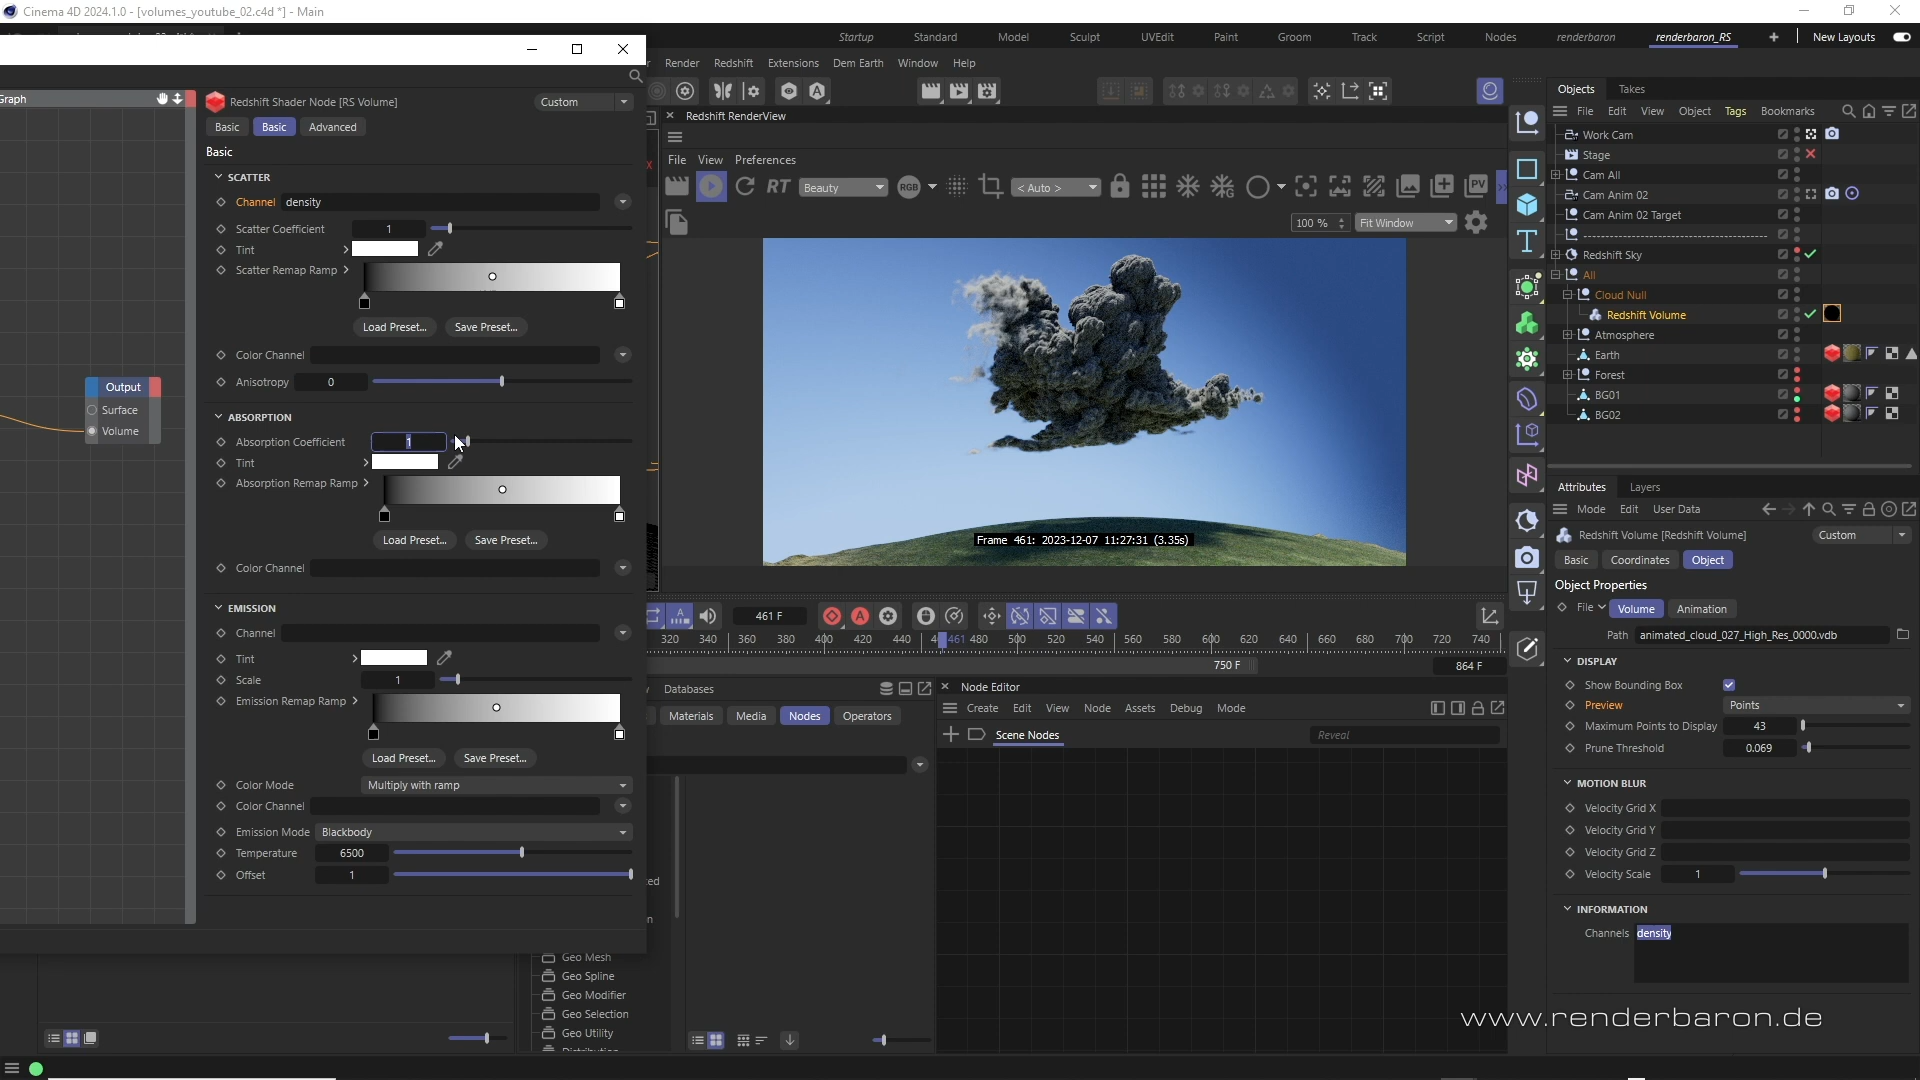 Cinema 4D 2024.1.0 - [volumes_youtube_02.c4d *] - Main
Startup Standard Model Sculpt UVEdit Paint Groom Track Script Nodes renderbaron renderbaron_RS New Layouts
Render Redshift Extensions Dem Earth Window Help
Graph
Redshift Shader Node [RS Volume] Custom
Basic Basic Advanced
Basic
SCATTER
Channel density
Scatter Coefficient 1
Tint
Scatter Remap Ramp
Load Preset... Save Preset...
Color Channel
Anisotropy 0
ABSORPTION
Absorption Coefficient 1
Tint
Absorption Remap Ramp
Load Preset... Save Preset...
Color Channel
EMISSION
Channel
Tint
Scale 1
Emission Remap Ramp
Load Preset... Save Preset...
Color Mode Multiply with ramp
Color Channel
Emission Mode Blackbody
Temperature 6500
Offset 1
Output
Surface
Volume
Redshift RenderView
File View Preferences
RT Beauty RGB < Auto > PV
100 % Fit Window
Frame 461: 2023-12-07 11:27:31 (3.35s)
461 F
320 340 360 380 400 420 440 461 480 500 520 540 560 580 600 620 640 660 680 700 720 740
750 F 864 F
Databases
Materials Media Nodes Operators
Geo Mesh
Geo Spline
Geo Modifier
Geo Selection
Geo Utility
Node Editor
Create Edit View Node Assets Debug Mode
Scene Nodes Reveal
Objects Takes
File Edit View Object Tags Bookmarks
Work Cam
Stage
Cam All
Cam Anim 02
Cam Anim 02 Target
Redshift Sky
All
Cloud Null
Redshift Volume
Atmosphere
Earth
Forest
BG01
BG02
Attributes Layers
Mode Edit User Data
Redshift Volume [Redshift Volume] Custom
Basic Coordinates Object
Object Properties
File Volume Animation
Path animated_cloud_027_High_Res_0000.vdb
DISPLAY
Show Bounding Box
Preview Points
Maximum Points to Display 43
Prune Threshold 0.069
MOTION BLUR
Velocity Grid X
Velocity Grid Y
Velocity Grid Z
Velocity Scale 1
INFORMATION
Channels density
www.renderbaron.de